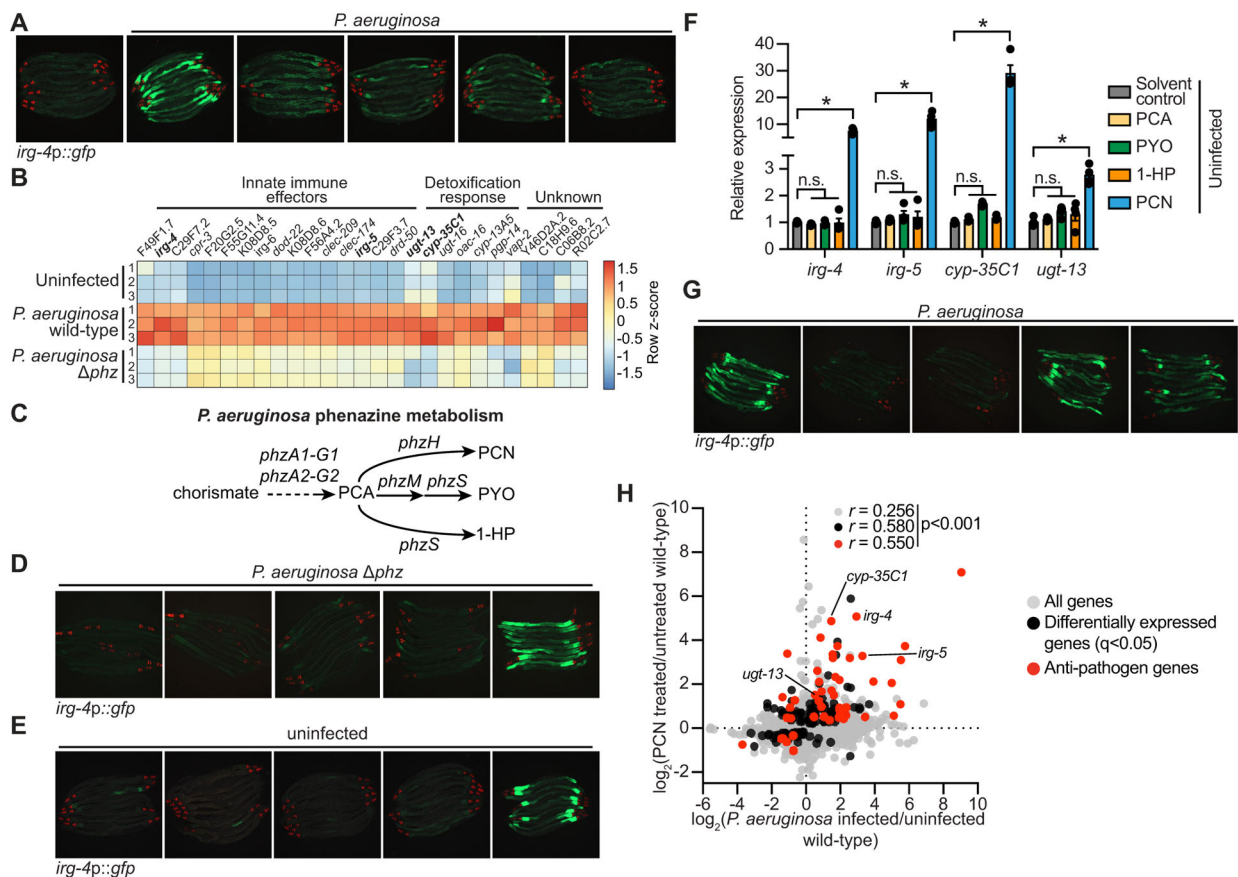 A
P. aeruginosa
irg-4p::gfp
B
Innate immune
effectors
Detoxification
response
Unknown
F49F1.7
irg-4
C29F7.2
cpr-3
F20G2.5
F55G11.4
K08D8.5
irg-6
dod-22
K08D8.6
F56A4.2
clec-209
clec-174
irg-5
C29F3.7
drd-50
ugt-13
cyp-35C1
ugt-16
oac-16
cyp-13A5
pgp-14
vap-2
Y46D2A.2
C18H9.6
C06B8.2
R02C2.7
Uninfected
1
2
3
P. aeruginosa
wild-type
1
2
3
P. aeruginosa
Δphz
1
2
3
1.5
1
0.5
0
-0.5
-1
-1.5
Row z-score
C
P. aeruginosa phenazine metabolism
phzA1-G1
phzA2-G2
chorismate
PCA
phzH
PCN
phzM
phzS
PYO
phzS
1-HP
D
P. aeruginosa Δphz
irg-4p::gfp
E
uninfected
irg-4p::gfp
F
Relative expression
40
30
20
10
3
2
1
0
*
*
*
*
n.s.
n.s.
n.s.
n.s.
irg-4
irg-5
cyp-35C1
ugt-13
Solvent
control
PCA
PYO
1-HP
PCN
Uninfected
G
P. aeruginosa
irg-4p::gfp
H
log2(PCN treated/untreated wild-type)
10
8
6
4
2
0
-2
r = 0.256
r = 0.580
r = 0.550
p<0.001
cyp-35C1
irg-4
irg-5
ugt-13
All genes
Differentially expressed
genes (q<0.05)
Anti-pathogen genes
-6
-4
-2
0
2
4
6
8
10
log2(P. aeruginosa infected/uninfected
wild-type)